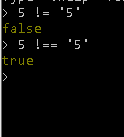 > 5 != '5'
false
> 5 !== '5'
true
>